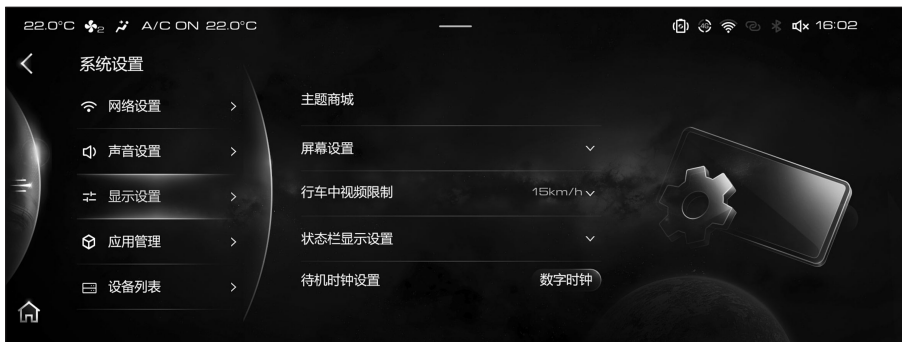 22.0°C 2 A/C ON 22.0°C 4G 16:02
系统设置
网络设置
声音设置
显示设置
应用管理
设备列表
主题商城
屏幕设置
行车中视频限制 15km/h
状态栏显示设置
待机时钟设置 数字时钟